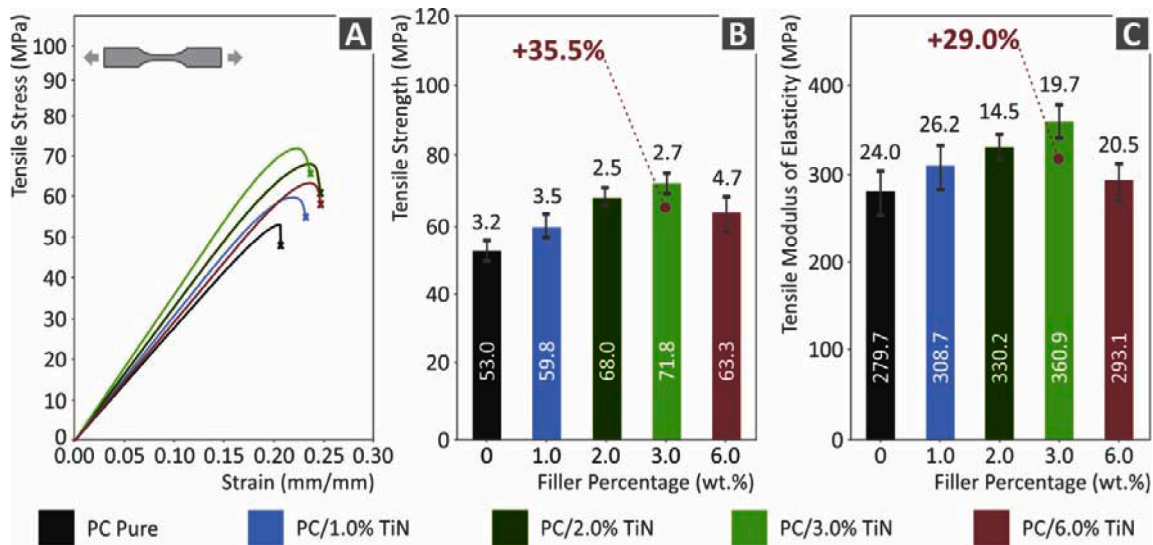 A
Tensile Stress (MPa)
100
90
80
70
60
50
40
30
20
10
0
0.00 0.05 0.10 0.15 0.20 0.25 0.30
Strain (mm/mm)
B
Tensile Strength (MPa)
120
100
80
60
40
20
0
+35.5%
3.2
3.5
2.5
2.7
4.7
53.0
59.8
68.0
71.8
63.3
0 1.0 2.0 3.0 6.0
Filler Percentage (wt.%)
C
Tensile Modulus of Elasticity (MPa)
400
300
200
100
0
+29.0%
24.0
26.2
14.5
19.7
20.5
279.7
308.7
330.2
360.9
293.1
0 1.0 2.0 3.0 6.0
Filler Percentage (wt.%)
PC Pure
PC/1.0% TiN
PC/2.0% TiN
PC/3.0% TiN
PC/6.0% TiN